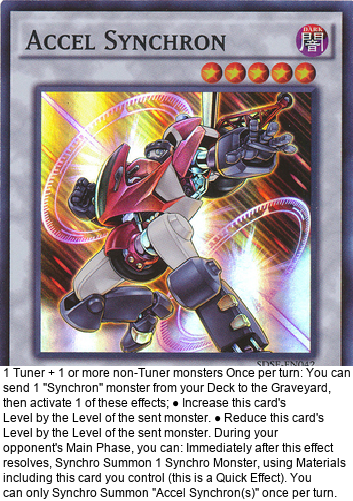 ACCEL SYNCHRON
DARK
闇
SDSE-EN042
1 Tuner + 1 or more non-Tuner monsters Once per turn: You can
send 1 "Synchron" monster from your Deck to the Graveyard,
then activate 1 of these effects; ● Increase this card's
Level by the Level of the sent monster. ● Reduce this card's
Level by the Level of the sent monster. During your
opponent's Main Phase, you can: Immediately after this effect
resolves, Synchro Summon 1 Synchro Monster, using Materials
including this card you control (this is a Quick Effect). You
can only Synchro Summon "Accel Synchron(s)" once per turn.